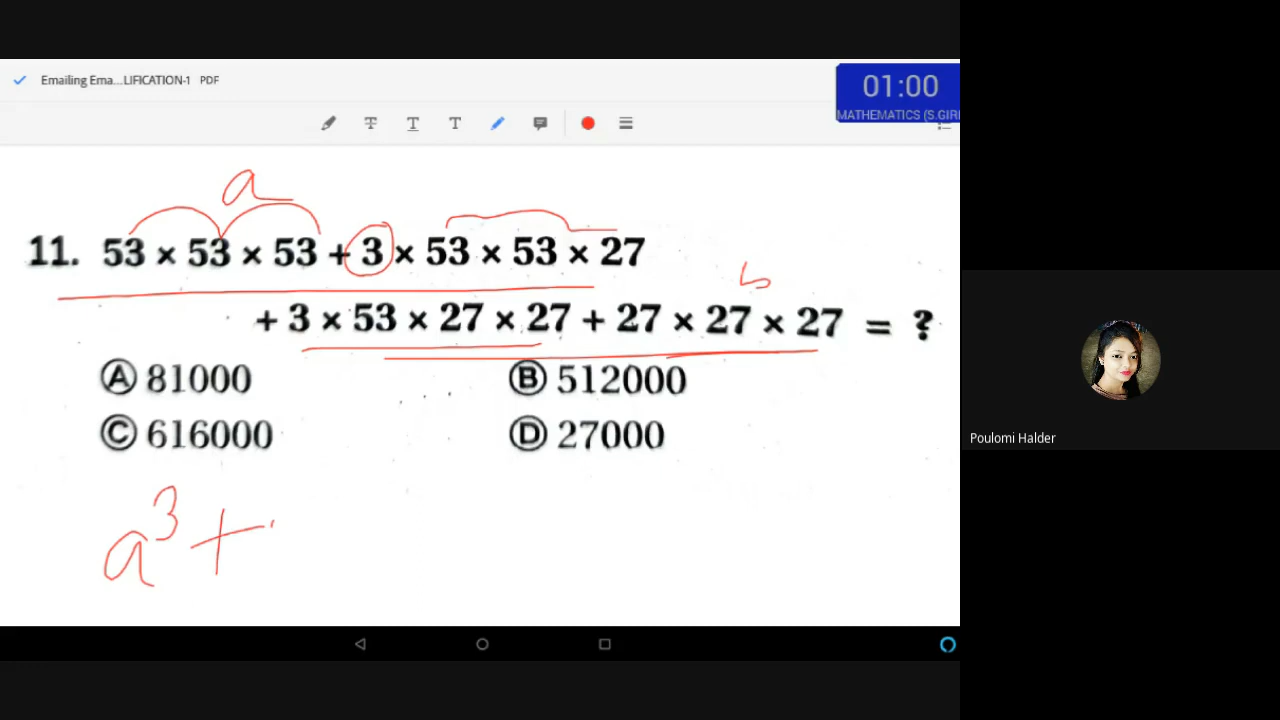 Emailing Ema...LIFICATION-1 PDF
01:00
MATHEMATICS (S.GIRI
T T T
a
11. 53 × 53 × 53 + 3 × 53 × 53 × 27
b
+ 3 × 53 × 27 × 27 + 27 × 27 × 27 = ?
Ⓐ 81000 Ⓑ 512000
Ⓒ 616000 Ⓓ 27000
a³ +
Poulomi Halder